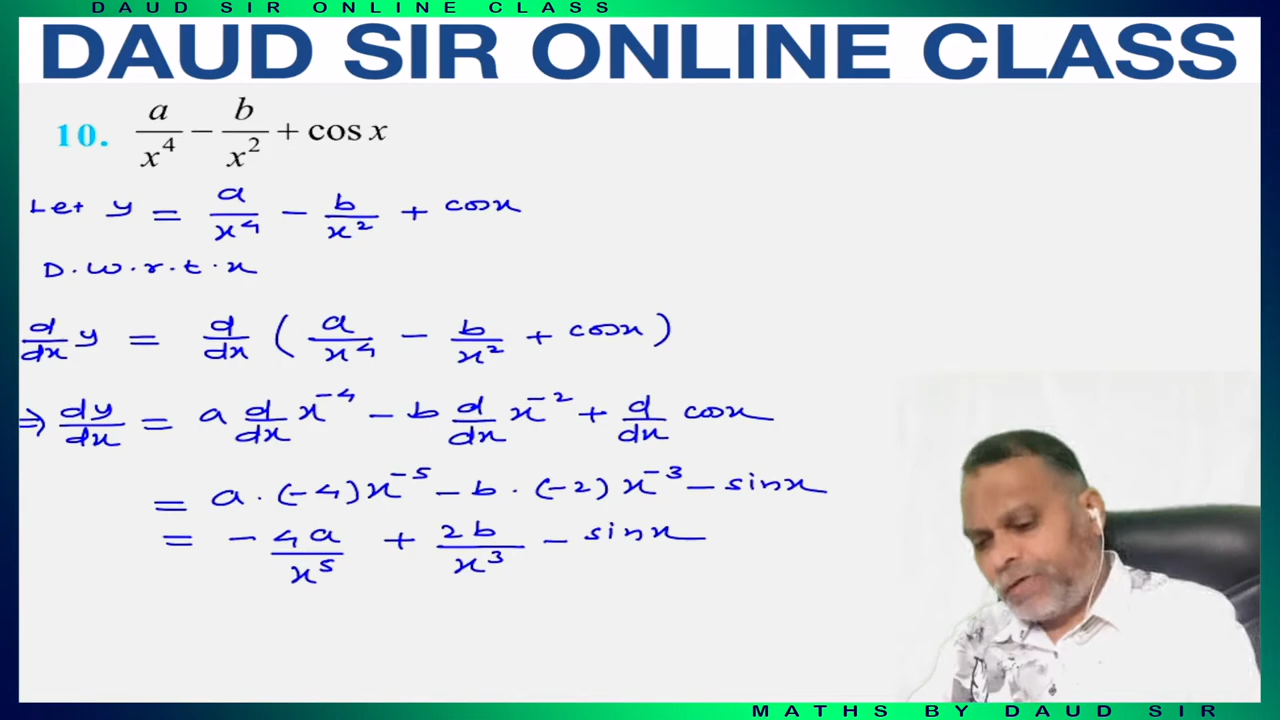 DAUD SIR ONLINE CLASS
DAUD SIR ONLINE CLASS
10. a/x⁴ − b/x² + cos x
Let y = a/x⁴ − b/x² + cosx
D.w.r.t.x
d/dx y = d/dx ( a/x⁴ − b/x² + cosx )
⇒ dy/dx = a d/dx x⁻⁴ − b d/dx x⁻² + d/dx cosx
= a · (−4)x⁻⁵ − b · (−2)x⁻³ − sinx
= − 4a/x⁵ + 2b/x³ − sinx
MATHS BY DAUD SIR